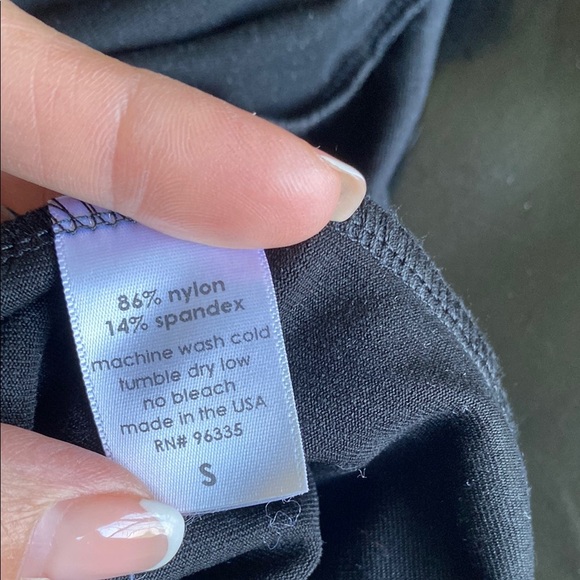 86% nylon
14% spandex
machine wash cold
tumble dry low
no bleach
made in the USA
RN# 96335
S